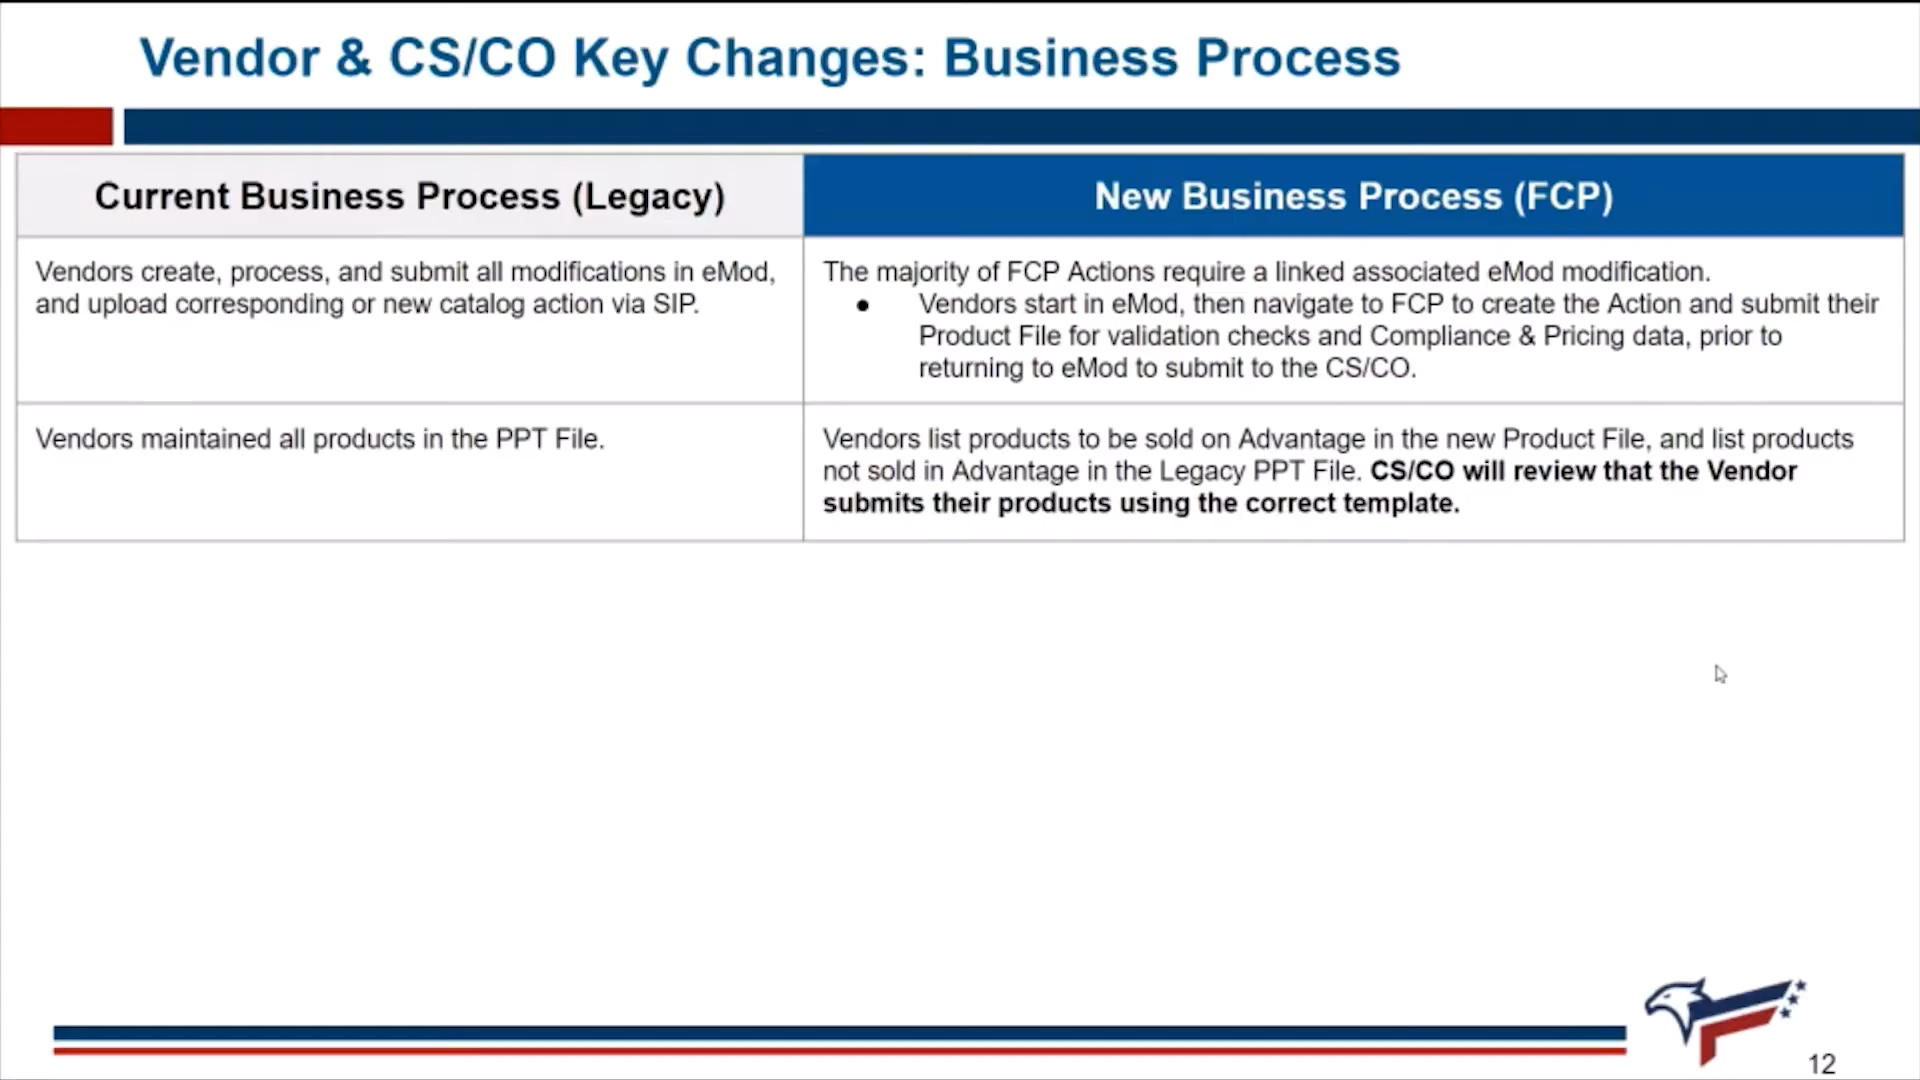 Vendor & CS/CO Key Changes: Business Process
Current Business Process (Legacy)
New Business Process (FCP)
Vendors create, process, and submit all modifications in eMod,
and upload corresponding or new catalog action via SIP.
The majority of FCP Actions require a linked associated eMod modification.
● Vendors start in eMod, then navigate to FCP to create the Action and submit their
Product File for validation checks and Compliance & Pricing data, prior to
returning to eMod to submit to the CS/CO.
Vendors maintained all products in the PPT File.
Vendors list products to be sold on Advantage in the new Product File, and list products
not sold in Advantage in the Legacy PPT File. CS/CO will review that the Vendor
submits their products using the correct template.
12